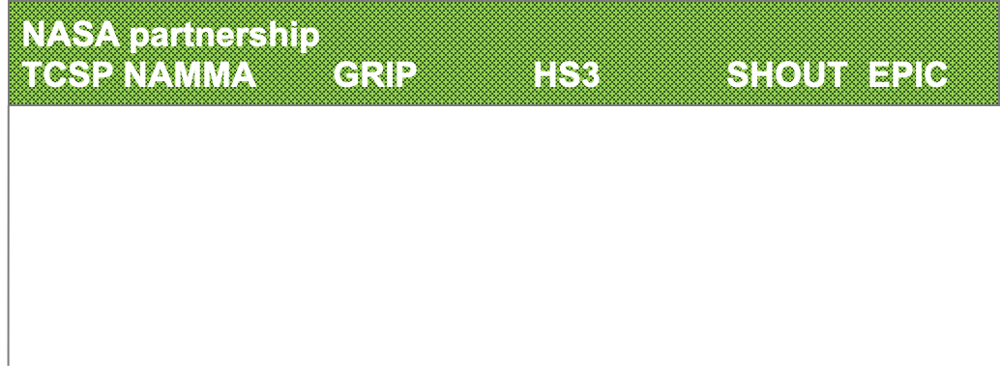 NASA partnership
TCSP NAMMA GRIP HS3 SHOUT EPIC